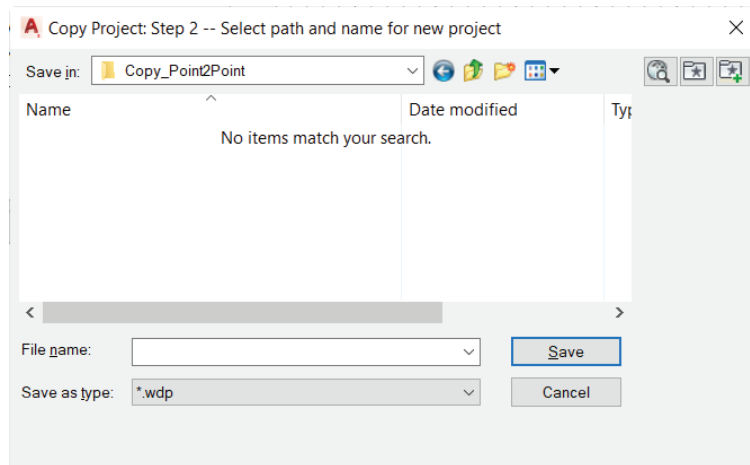 Copy Project: Step 2 -- Select path and name for new project
Save in: Copy_Point2Point
Name Date modified Typ
No items match your search.
File name: Save
Save as type: *.wdp Cancel